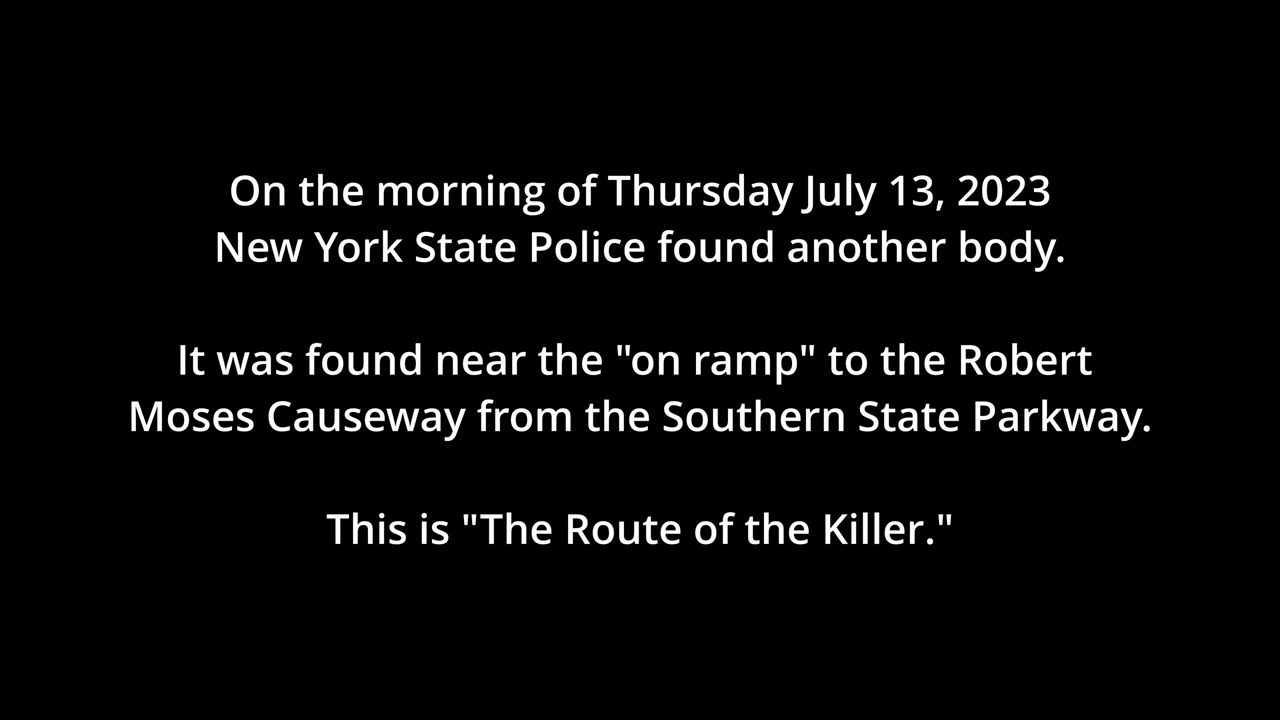 On the morning of Thursday July 13, 2023
New York State Police found another body.
It was found near the "on ramp" to the Robert
Moses Causeway from the Southern State Parkway.
This is "The Route of the Killer."